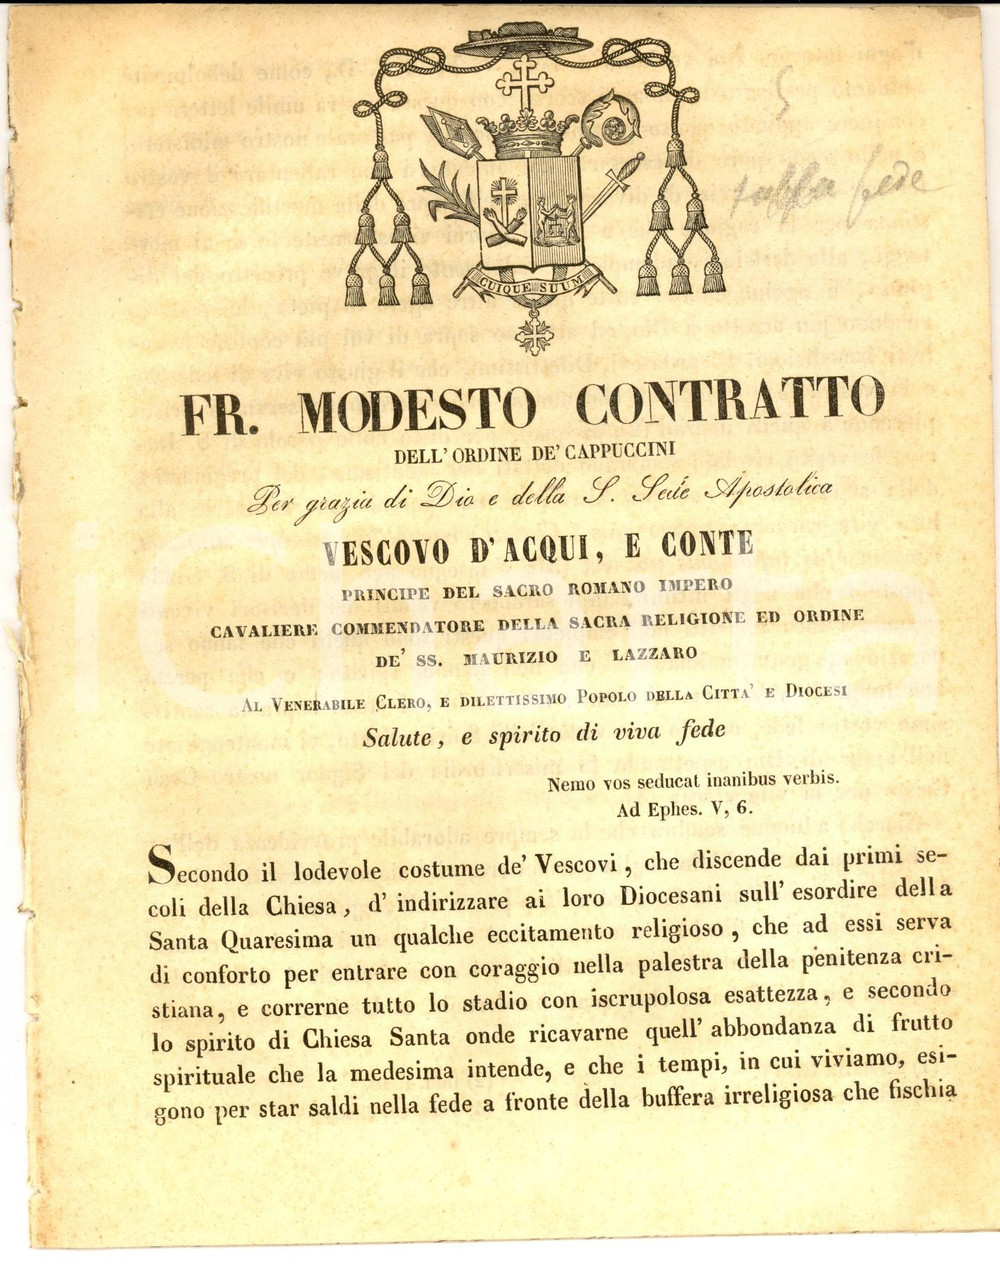 CUIQUE SUUM
sulla fede
FR. MODESTO CONTRATTO
DELL' ORDINE DE' CAPPUCCINI
Per grazia di Dio e della S. Sede Apostolica
VESCOVO D'ACQUI, E CONTE
PRINCIPE DEL SACRO ROMANO IMPERO
CAVALIERE COMMENDATORE DELLA SACRA RELIGIONE ED ORDINE
DE' SS. MAURIZIO E LAZZARO
AL VENERABILE CLERO, E DILETTISSIMO POPOLO DELLA CITTA' E DIOCESI
Salute, e spirito di viva fede
Nemo vos seducat inanibus verbis.
Ad Ephes. V, 6.
Secondo il lodevole costume de' Vescovi, che discende dai primi se-
coli della Chiesa, d' indirizzare ai loro Diocesani sull' esordire della
Santa Quaresima un qualche eccitamento religioso, che ad essi serva
di conforto per entrare con coraggio nella palestra della penitenza cri-
stiana, e correrne tutto lo stadio con iscrupolosa esattezza, e secondo
lo spirito di Chiesa Santa onde ricavarne quell' abbondanza di frutto
spirituale che la medesima intende, e che i tempi, in cui viviamo, esi-
gono per star saldi nella fede a fronte della buffera irreligiosa che fischia